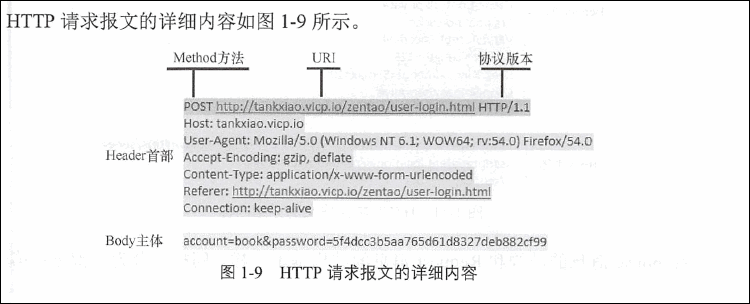 HTTP 请求报文的详细内容如图 1-9 所示。
Method方法 URI 协议版本
POST http://tankxiao.vicp.io/zentao/user-login.html HTTP/1.1
Host: tankxiao.vicp.io
User-Agent: Mozilla/5.0 (Windows NT 6.1; WOW64; rv:54.0) Firefox/54.0
Header首部 Accept-Encoding: gzip, deflate
Content-Type: application/x-www-form-urlencoded
Referer: http://tankxiao.vicp.io/zentao/user-login.html
Connection: keep-alive
Body主体 account=book&password=5f4dcc3b5aa765d61d8327deb882cf99
图 1-9 HTTP 请求报文的详细内容